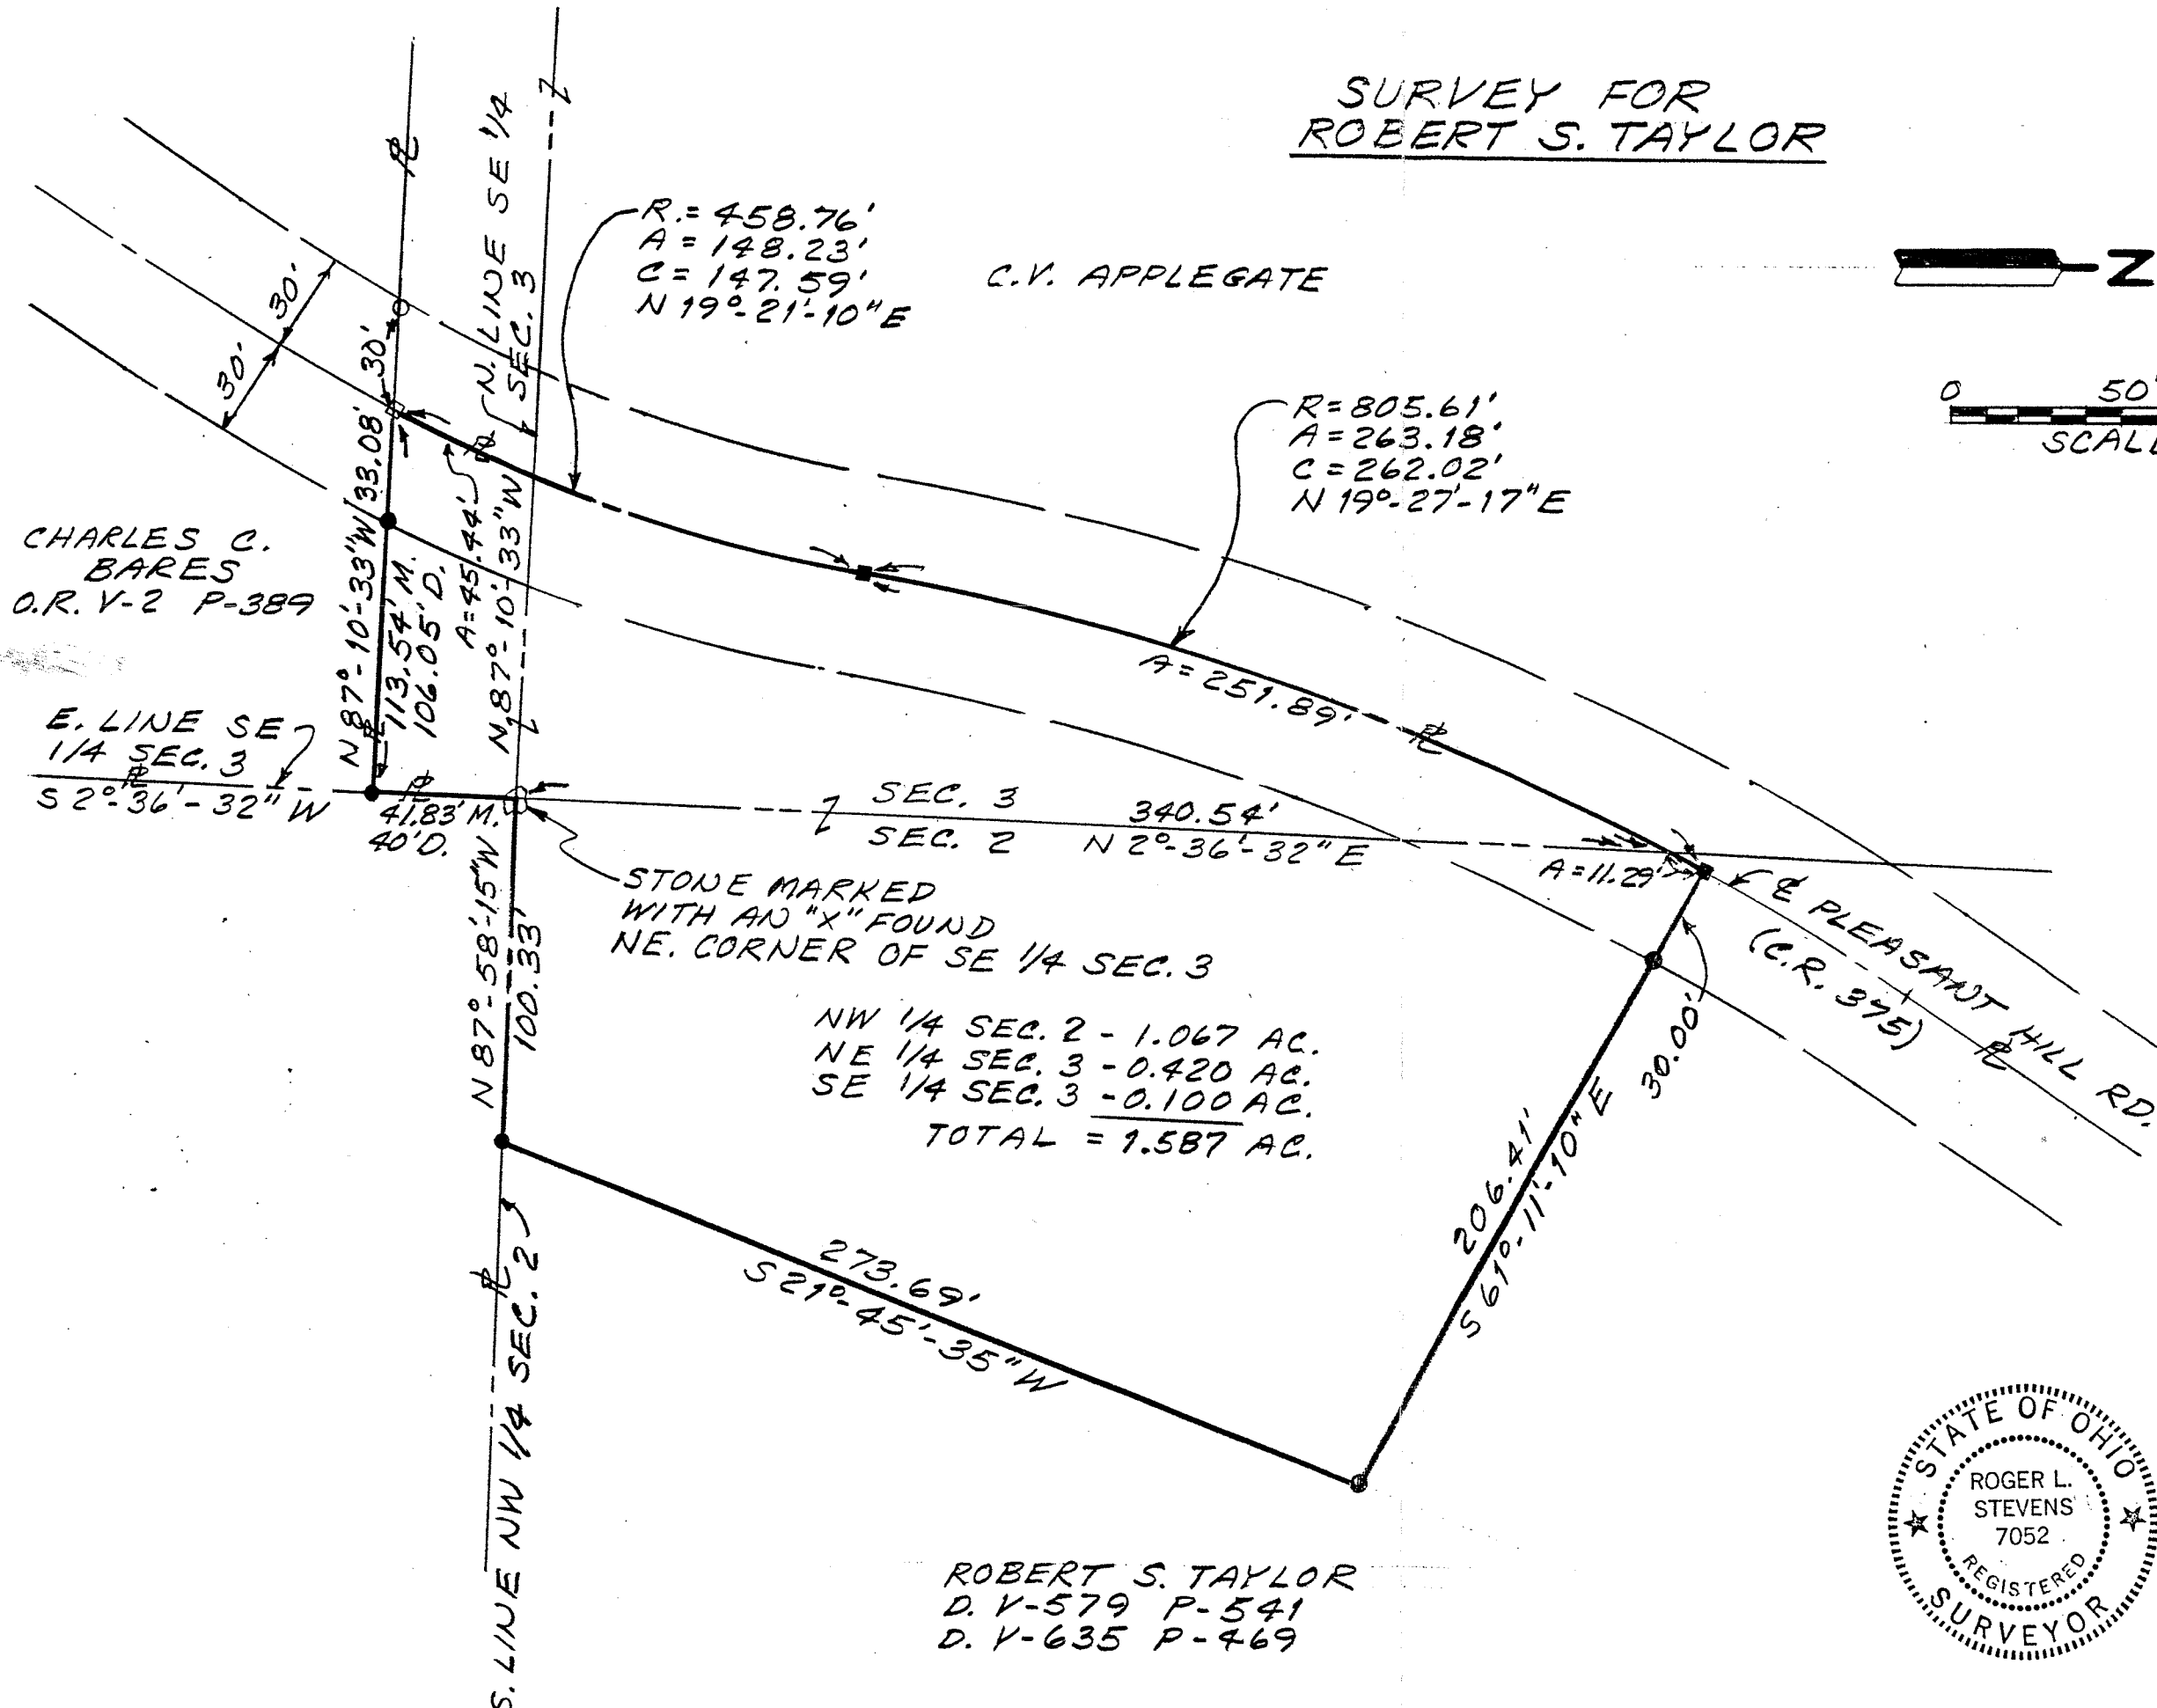 SURVEY FOR
ROBERT S. TAYLOR
N
0 50'
SCALE
R.= 458.76'
A = 148.23'
C = 147.59'
N 19°-21'-10" E
C.V. APPLEGATE
R = 805.61'
A = 263.18'
C = 262.02'
N 19°-27'-17" E
N. LINE SE 1/4
SEC. 3
30'
30'
30'
33.08'
N 87°-10'-33" W
113.54' M.
106.05' D.
A = 45.44'
N 87°-10'-33" W
CHARLES C.
BARES
O.R. V-2 P-389
E. LINE SE
1/4 SEC. 3
S 2°-36'-32" W
41.83' M.
40' D.
A = 251.89'
SEC. 3
SEC. 2
340.54'
N 2°-36'-32" E
A = 11.29'
℄ PLEASANT HILL RD.
(C.R. 375)
STONE MARKED
WITH AN "X" FOUND
NE. CORNER OF SE 1/4 SEC. 3
N 87°-58'-15" W
100.33'
NW 1/4 SEC. 2 - 1.067 AC.
NE 1/4 SEC. 3 - 0.420 AC.
SE 1/4 SEC. 3 - 0.100 AC.
TOTAL = 1.587 AC.
30.00'
206.41'
S 61°-11'-10" E
273.69'
S 21°-45'-35" W
S. LINE NW 1/4 SEC. 2
ROBERT S. TAYLOR
D. V-579 P-541
D. V-635 P-469
STATE OF OHIO
ROGER L.
STEVENS
7052
REGISTERED
SURVEYOR